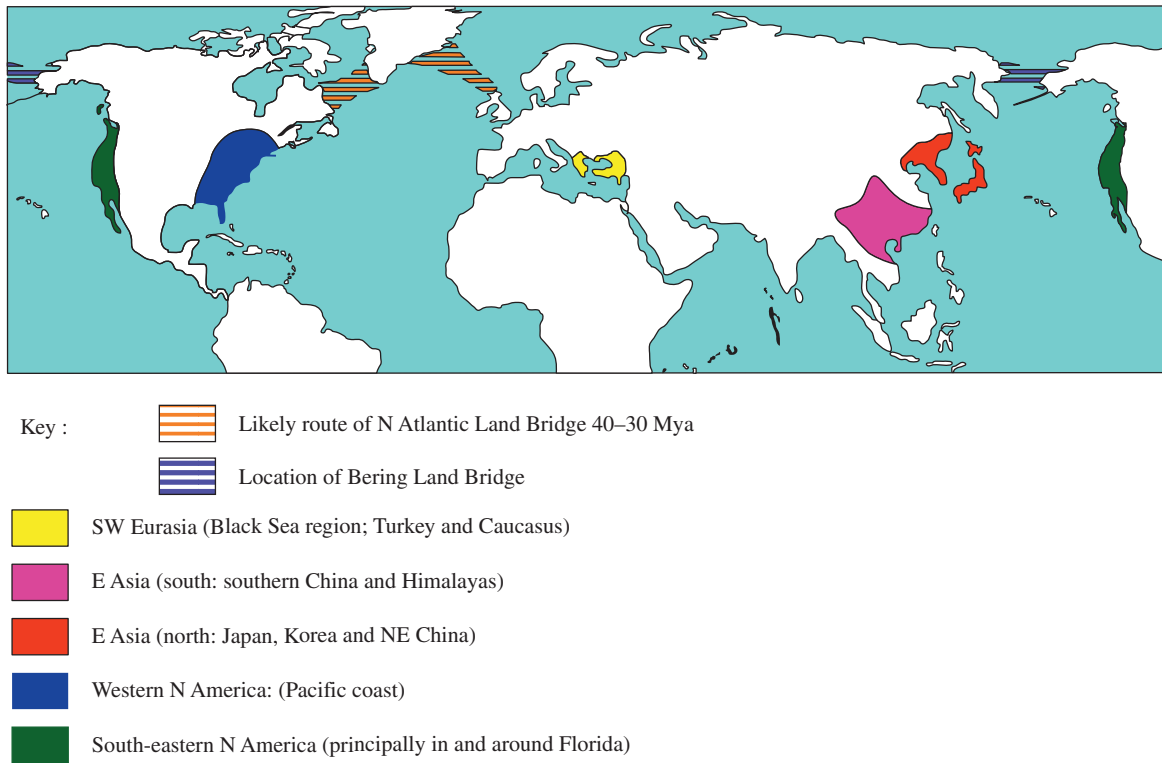 Key :
Likely route of N Atlantic Land Bridge 40–30 Mya
Location of Bering Land Bridge
SW Eurasia (Black Sea region; Turkey and Caucasus)
E Asia (south: southern China and Himalayas)
E Asia (north: Japan, Korea and NE China)
Western N America: (Pacific coast)
South-eastern N America (principally in and around Florida)